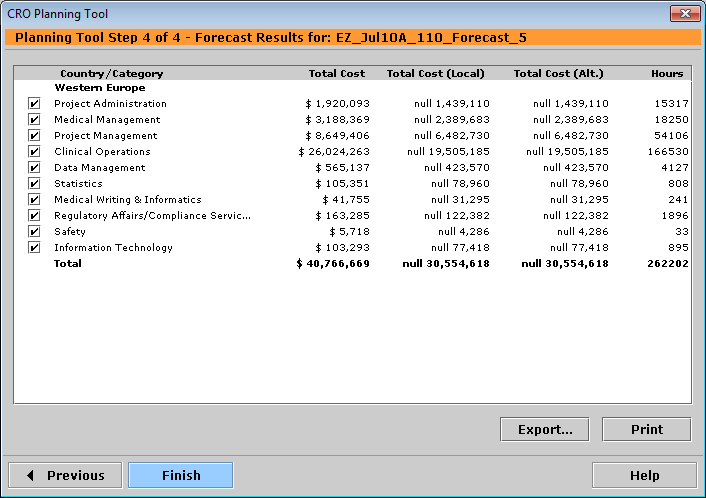 CRO Planning Tool
Planning Tool Step 4 of 4 - Forecast Results for: EZ_Jul10A_110_Forecast_5
Country/Category Total Cost Total Cost (Local) Total Cost (Alt.) Hours
Western Europe
Project Administration $ 1,920,093 null 1,439,110 null 1,439,110 15317
Medical Management $ 3,188,369 null 2,389,683 null 2,389,683 18250
Project Management $ 8,649,406 null 6,482,730 null 6,482,730 54106
Clinical Operations $ 26,024,263 null 19,505,185 null 19,505,185 166530
Data Management $ 565,137 null 423,570 null 423,570 4127
Statistics $ 105,351 null 78,960 null 78,960 808
Medical Writing & Informatics $ 41,755 null 31,295 null 31,295 241
Regulatory Affairs/Compliance Servic... $ 163,285 null 122,382 null 122,382 1896
Safety $ 5,718 null 4,286 null 4,286 33
Information Technology $ 103,293 null 77,418 null 77,418 895
Total $ 40,766,669 null 30,554,618 null 30,554,618 262202
Export... Print
Previous Finish Help